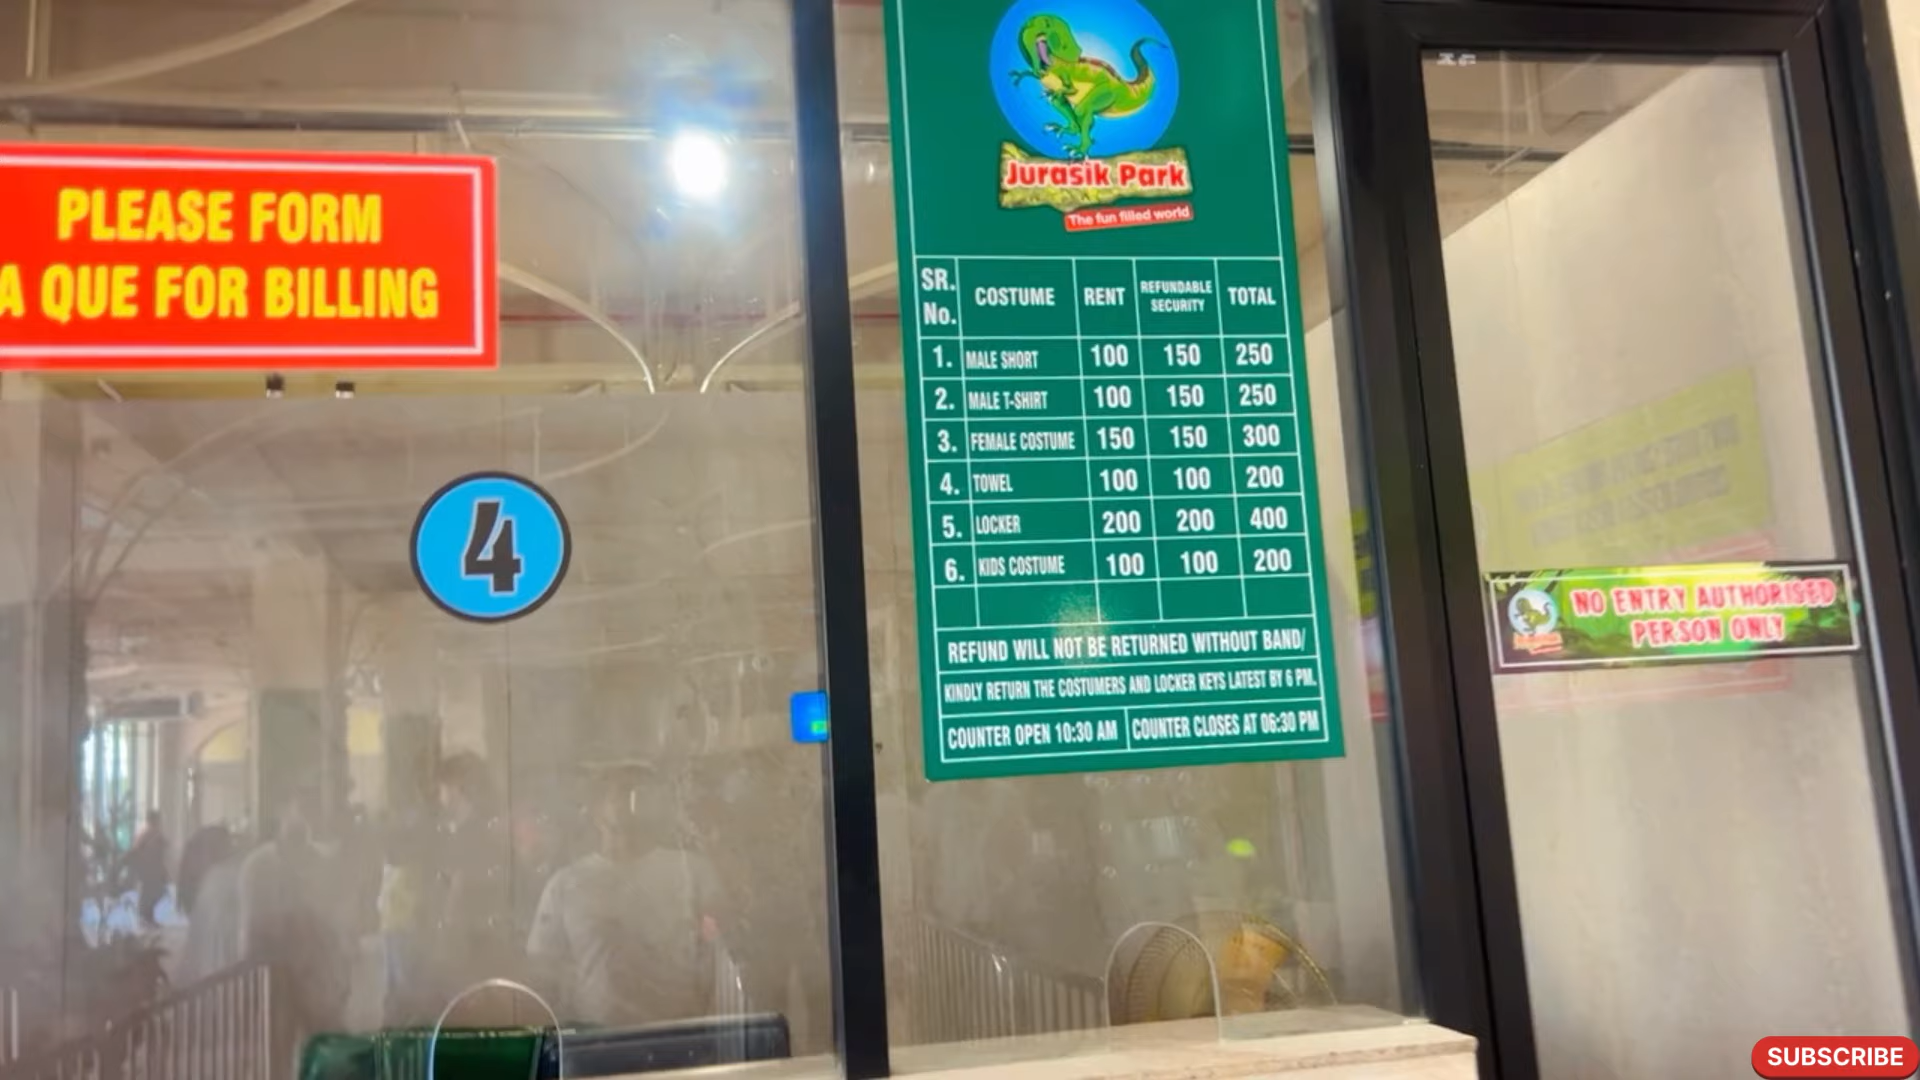 PLEASE FORM
A QUE FOR BILLING
4
Jurasik Park
The fun filled world
SR. No. COSTUME RENT REFUNDABLE SECURITY TOTAL
1. MALE SHORT 100 150 250
2. MALE T-SHIRT 100 150 250
3. FEMALE COSTUME 150 150 300
4. TOWEL 100 100 200
5. LOCKER 200 200 400
6. KIDS COSTUME 100 100 200
REFUND WILL NOT BE RETURNED WITHOUT BAND/
KINDLY RETURN THE COSTUMERS AND LOCKER KEYS LATEST BY 6 PM.
COUNTER OPEN 10:30 AM COUNTER CLOSES AT 06:30 PM
NO ENTRY AUTHORISED
PERSON ONLY
SUBSCRIBE